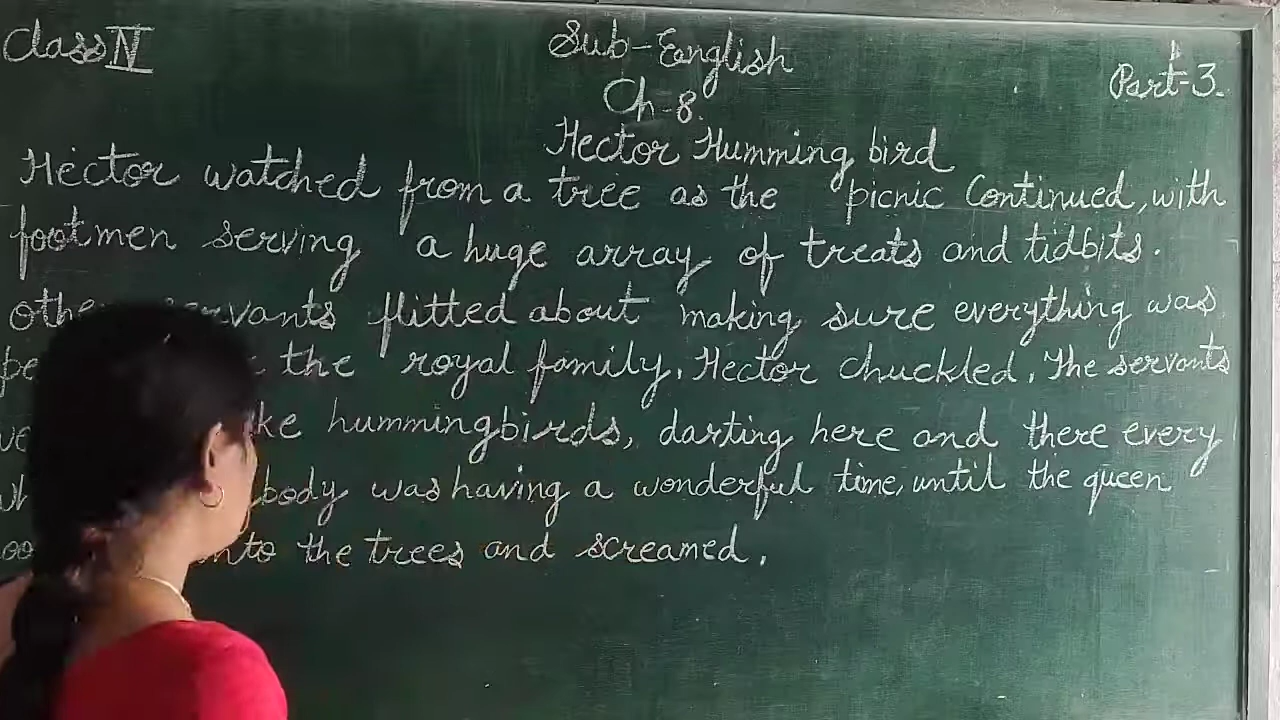 Class IV
Sub-English
Part-3.
Ch-8.
Hector Humming bird
Hector watched from a tree as the picnic Continued, with
footmen serving a huge array of treats and tidbits.
flitted about making sure everything was
the royal family. Hector chuckled. The servants
hummingbirds, darting here and there every
body was having a wonderful time, until the queen
the trees and screamed.